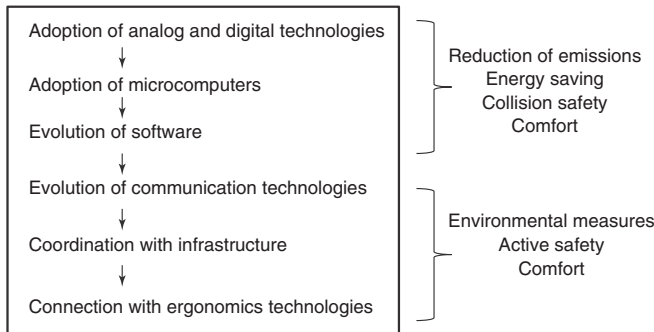 Adoption of analog and digital technologies
Adoption of microcomputers
Evolution of software
Evolution of communication technologies
Coordination with infrastructure
Connection with ergonomics technologies
Reduction of emissions
Energy saving
Collision safety
Comfort
Environmental measures
Active safety
Comfort